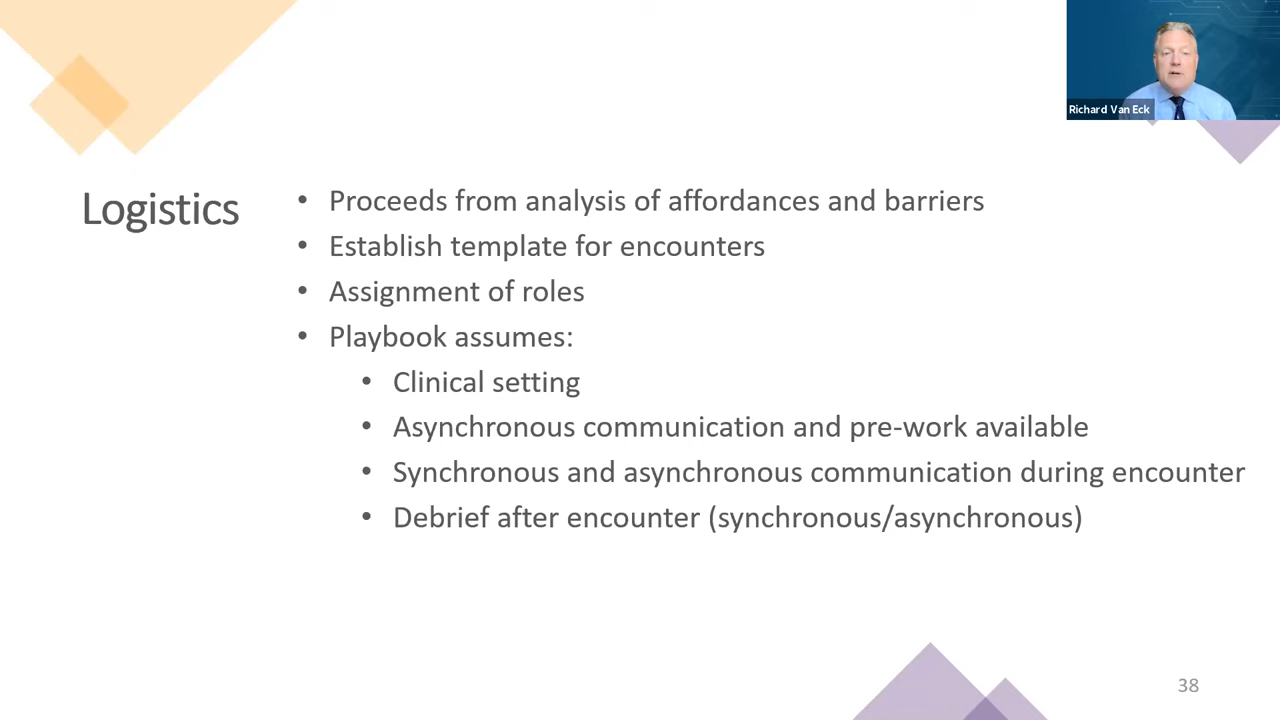 Richard Van Eck
Logistics
• Proceeds from analysis of affordances and barriers
• Establish template for encounters
• Assignment of roles
• Playbook assumes:
• Clinical setting
• Asynchronous communication and pre-work available
• Synchronous and asynchronous communication during encounter
• Debrief after encounter (synchronous/asynchronous)
38